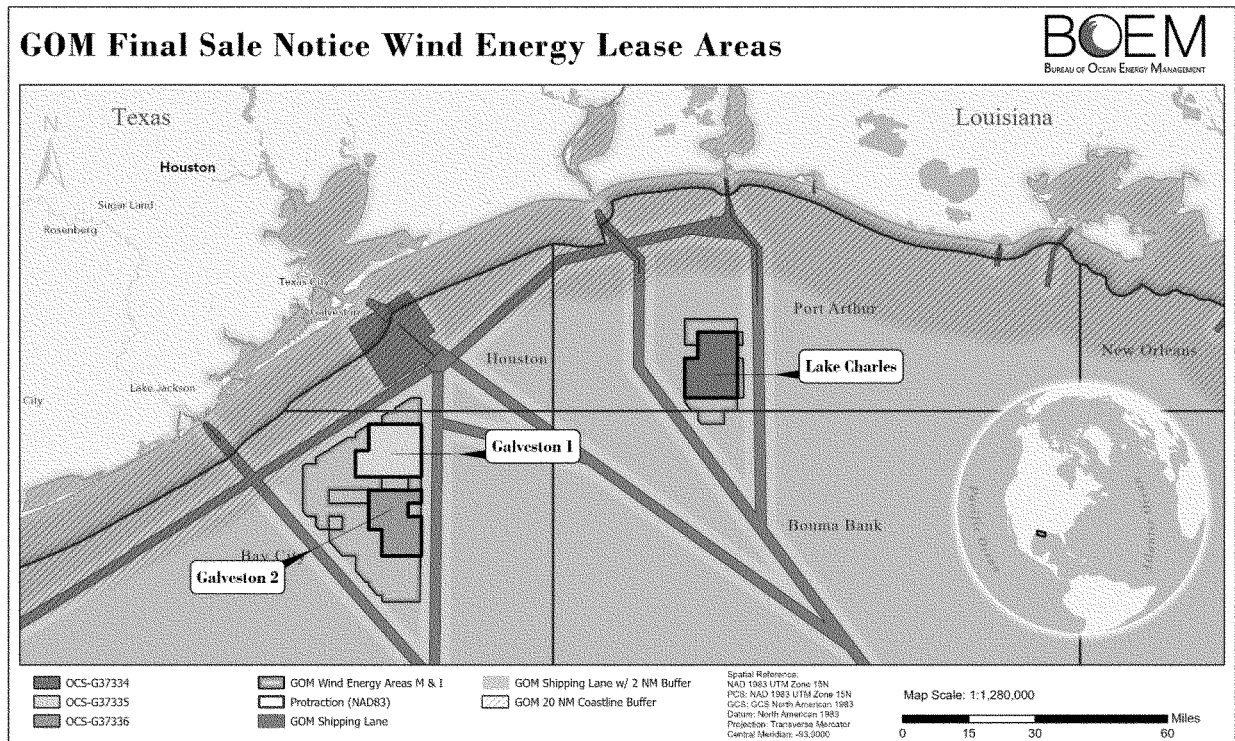 GOM Final Sale Notice Wind Energy Lease Areas
BOEM
BUREAU OF OCEAN ENERGY MANAGEMENT
Texas
Louisiana
N
Houston
Sugar Land
Rosenberg
Texas City
Galveston
Port Arthur
Houston
New Orleans
Lake Charles
Lake Jackson
City
Galveston 1
Bouma Bank
Bay City
Galveston 2
Pacific Ocean
Atlantic
OCS-G37334
OCS-G37335
OCS-G37336
GOM Wind Energy Areas M & I
Protraction (NAD83)
GOM Shipping Lane
GOM Shipping Lane w/ 2 NM Buffer
GOM 20 NM Coastline Buffer
Spatial Reference:
NAD 1983 UTM Zone 15N
PCS: NAD 1983 UTM Zone 15N
GCS: GCS North American 1983
Datum: North American 1983
Projection: Transverse Mercator
Central Meridian: -93.0000
Map Scale: 1:1,280,000
Miles
0 15 30 60